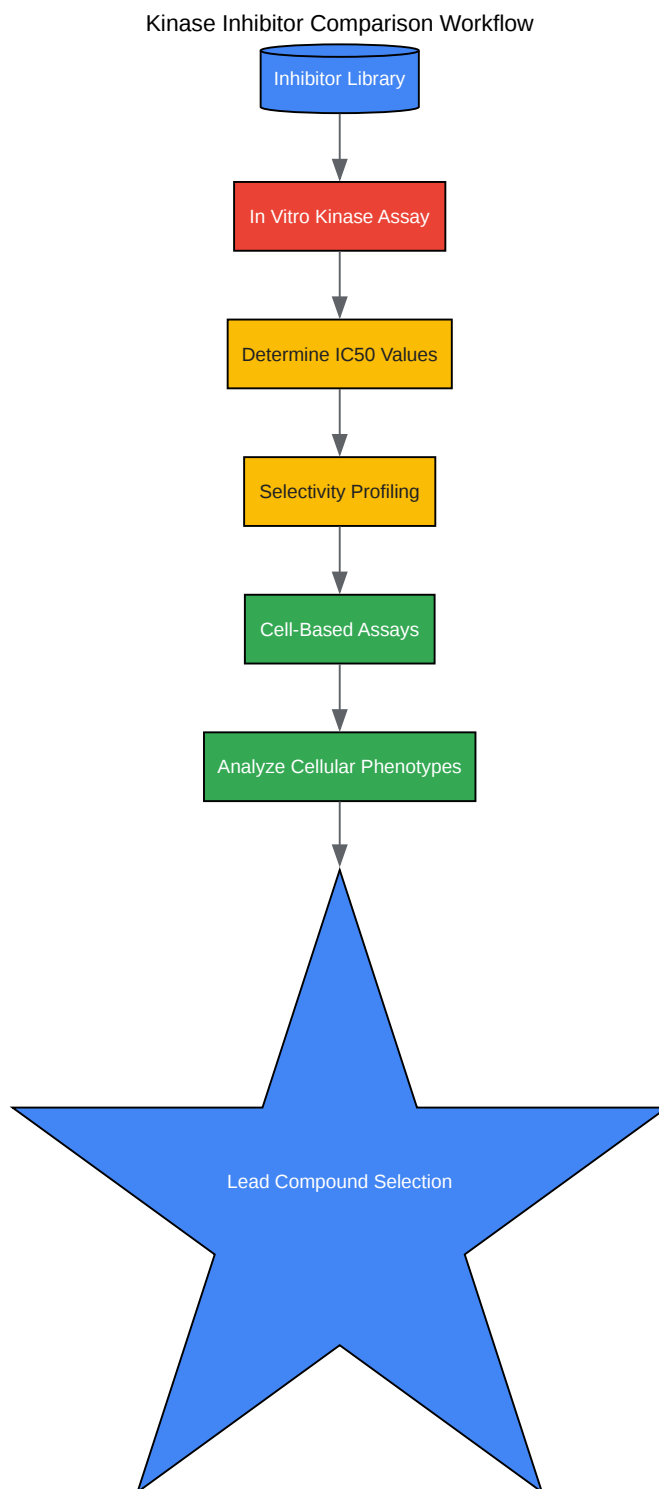 Kinase Inhibitor Comparison Workflow
Inhibitor Library
In Vitro Kinase Assay
Determine IC50 Values
Selectivity Profiling
Cell-Based Assays
Analyze Cellular Phenotypes
Lead Compound Selection